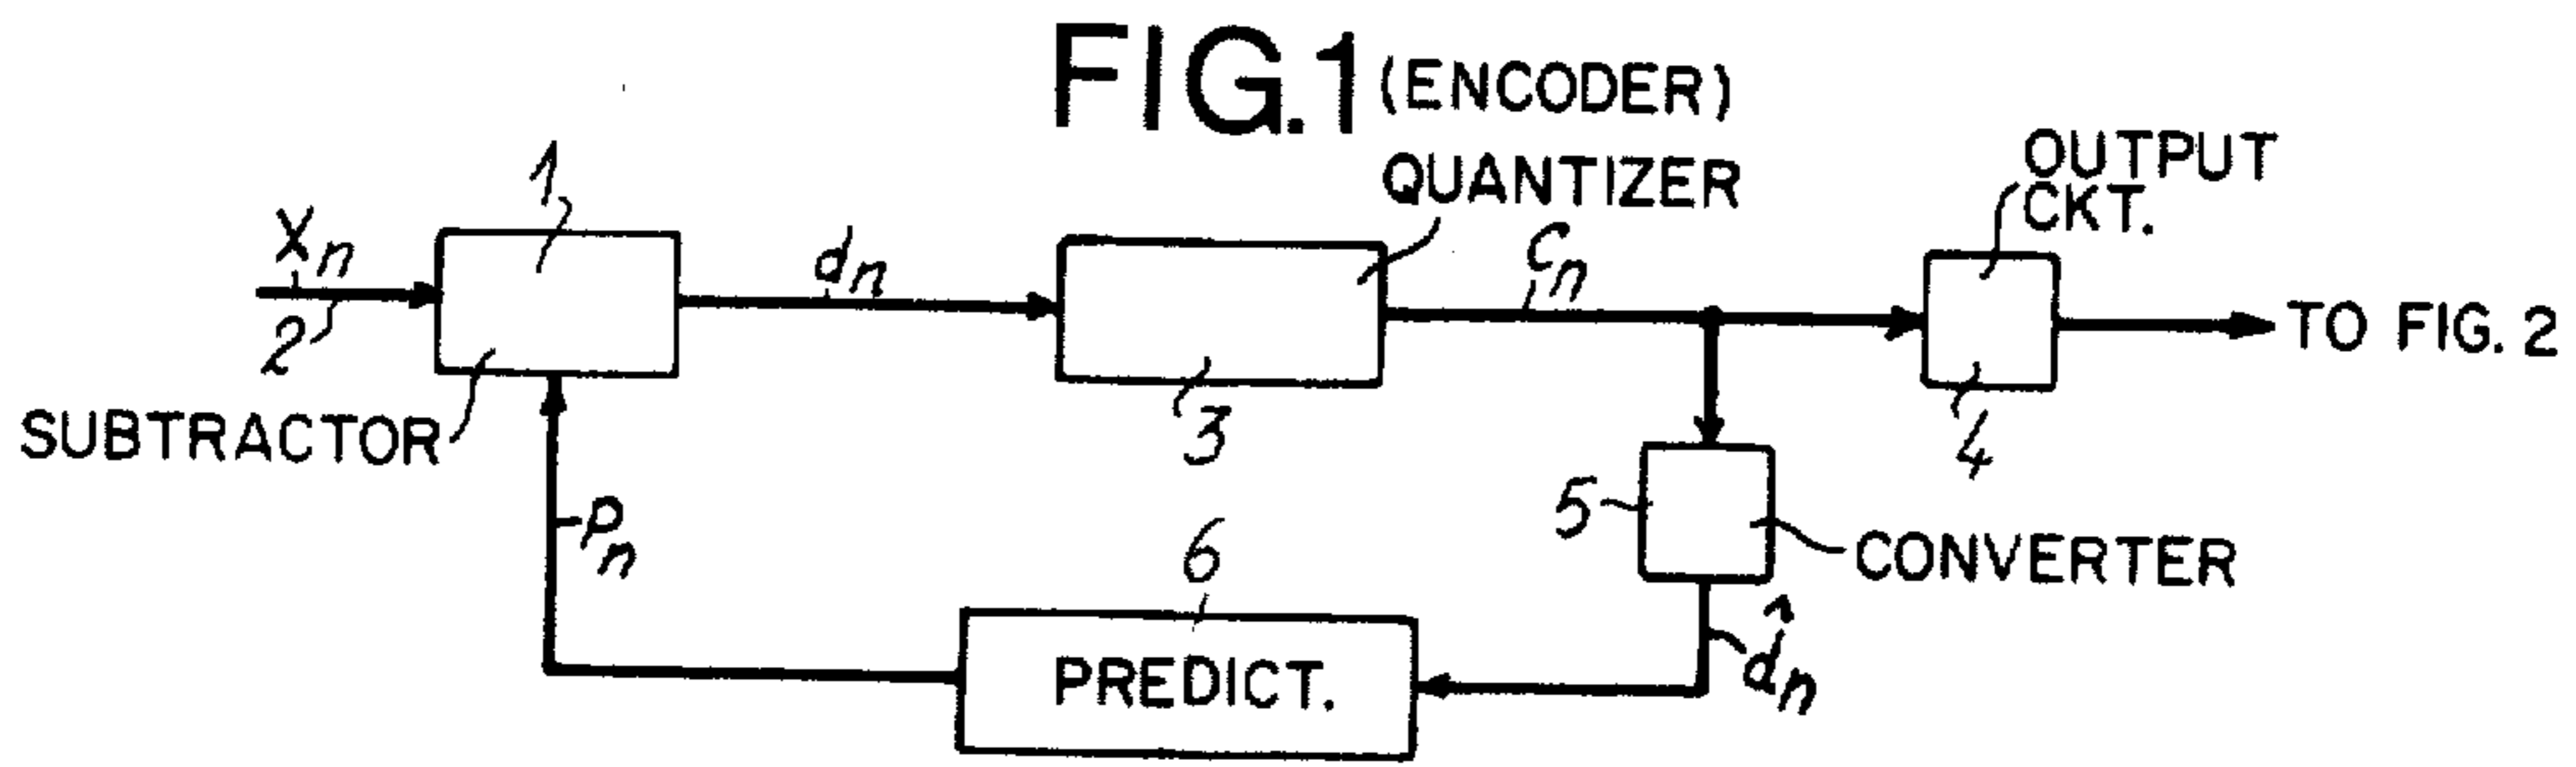 FIG.1 (ENCODER)
QUANTIZER
OUTPUT
CKT.
1
Xn
dn
Cn
2
TO FIG. 2
SUBTRACTOR
3
4
Pn
5
CONVERTER
6
d̂n
PREDICT.